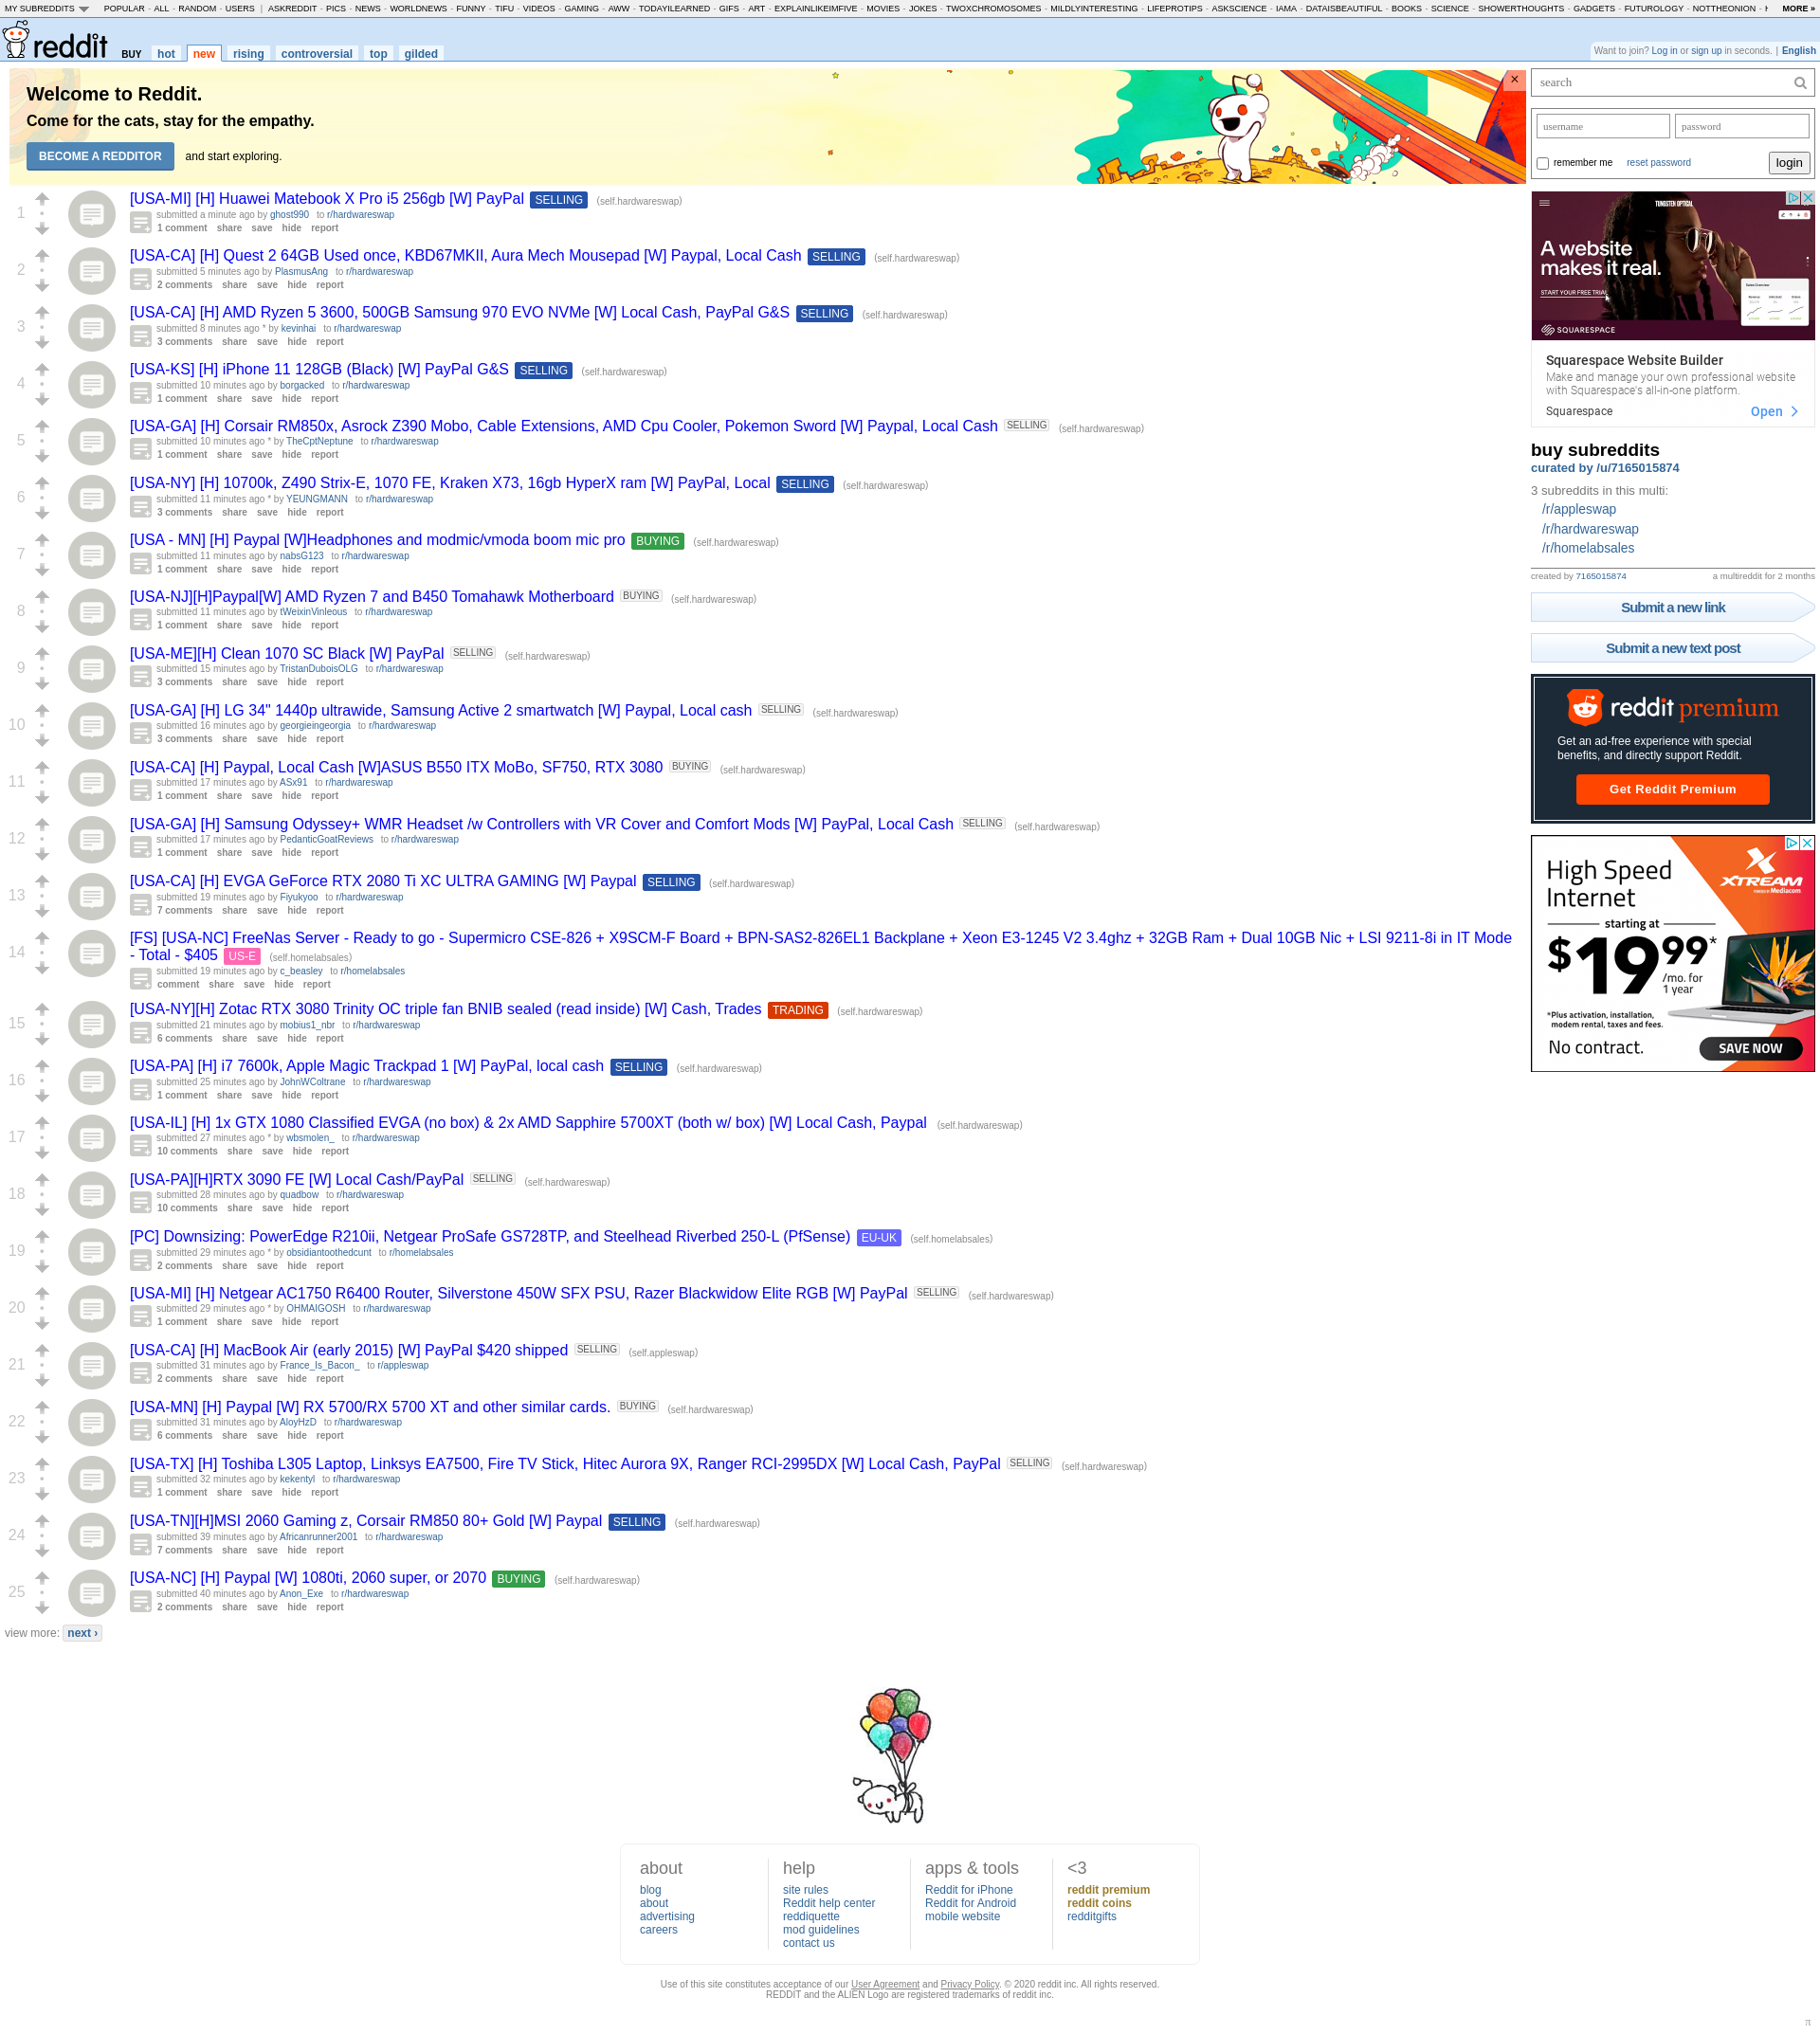 MY SUBREDDITS POPULAR - ALL - RANDOM - USERS | ASKREDDIT - PICS - NEWS - WORLDNEWS - FUNNY - TIFU - VIDEOS - GAMING - AWW - TODAYILEARNED - GIFS - ART - EXPLAINLIKEIMFIVE - MOVIES - JOKES - TWOXCHROMOSOMES - MILDLYINTERESTING - LIFEPROTIPS - ASKSCIENCE - IAMA - DATAISBEAUTIFUL - BOOKS - SCIENCE - SHOWERTHOUGHTS - GADGETS - FUTUROLOGY - NOTTHEONION - MORE »
reddit BUY hot new rising controversial top gilded
Want to join? Log in or sign up in seconds. | English
Welcome to Reddit.
Come for the cats, stay for the empathy.
BECOME A REDDITOR and start exploring.
1
[USA-MI] [H] Huawei Matebook X Pro i5 256gb [W] PayPal SELLING (self.hardwareswap)
submitted a minute ago by ghost990 to r/hardwareswap
1 comment share save hide report
2
[USA-CA] [H] Quest 2 64GB Used once, KBD67MKII, Aura Mech Mousepad [W] Paypal, Local Cash SELLING (self.hardwareswap)
submitted 5 minutes ago by PlasmusAng to r/hardwareswap
2 comments share save hide report
3
[USA-CA] [H] AMD Ryzen 5 3600, 500GB Samsung 970 EVO NVMe [W] Local Cash, PayPal G&S SELLING (self.hardwareswap)
submitted 8 minutes ago * by kevinhai to r/hardwareswap
3 comments share save hide report
4
[USA-KS] [H] iPhone 11 128GB (Black) [W] PayPal G&S SELLING (self.hardwareswap)
submitted 10 minutes ago by borgacked to r/hardwareswap
1 comment share save hide report
5
[USA-GA] [H] Corsair RM850x, Asrock Z390 Mobo, Cable Extensions, AMD Cpu Cooler, Pokemon Sword [W] Paypal, Local Cash SELLING (self.hardwareswap)
submitted 10 minutes ago * by TheCptNeptune to r/hardwareswap
1 comment share save hide report
6
[USA-NY] [H] 10700k, Z490 Strix-E, 1070 FE, Kraken X73, 16gb HyperX ram [W] PayPal, Local SELLING (self.hardwareswap)
submitted 11 minutes ago * by YEUNGMANN to r/hardwareswap
3 comments share save hide report
7
[USA - MN] [H] Paypal [W]Headphones and modmic/vmoda boom mic pro BUYING (self.hardwareswap)
submitted 11 minutes ago by nabsG123 to r/hardwareswap
1 comment share save hide report
8
[USA-NJ][H]Paypal[W] AMD Ryzen 7 and B450 Tomahawk Motherboard BUYING (self.hardwareswap)
submitted 11 minutes ago by tWeixinVinleous to r/hardwareswap
1 comment share save hide report
9
[USA-ME][H] Clean 1070 SC Black [W] PayPal SELLING (self.hardwareswap)
submitted 15 minutes ago by TristanDuboisOLG to r/hardwareswap
3 comments share save hide report
10
[USA-GA] [H] LG 34" 1440p ultrawide, Samsung Active 2 smartwatch [W] Paypal, Local cash SELLING (self.hardwareswap)
submitted 16 minutes ago by georgieingeorgia to r/hardwareswap
3 comments share save hide report
11
[USA-CA] [H] Paypal, Local Cash [W]ASUS B550 ITX MoBo, SF750, RTX 3080 BUYING (self.hardwareswap)
submitted 17 minutes ago by ASx91 to r/hardwareswap
1 comment share save hide report
12
[USA-GA] [H] Samsung Odyssey+ WMR Headset /w Controllers with VR Cover and Comfort Mods [W] PayPal, Local Cash SELLING (self.hardwareswap)
submitted 17 minutes ago by PedanticGoatReviews to r/hardwareswap
1 comment share save hide report
13
[USA-CA] [H] EVGA GeForce RTX 2080 Ti XC ULTRA GAMING [W] Paypal SELLING (self.hardwareswap)
submitted 19 minutes ago by Fiyukyoo to r/hardwareswap
7 comments share save hide report
14
[FS] [USA-NC] FreeNas Server - Ready to go - Supermicro CSE-826 + X9SCM-F Board + BPN-SAS2-826EL1 Backplane + Xeon E3-1245 V2 3.4ghz + 32GB Ram + Dual 10GB Nic + LSI 9211-8i in IT Mode
- Total - $405 US-E (self.homelabsales)
submitted 19 minutes ago by c_beasley to r/homelabsales
comment share save hide report
15
[USA-NY][H] Zotac RTX 3080 Trinity OC triple fan BNIB sealed (read inside) [W] Cash, Trades TRADING (self.hardwareswap)
submitted 21 minutes ago by mobius1_nbr to r/hardwareswap
6 comments share save hide report
16
[USA-PA] [H] i7 7600k, Apple Magic Trackpad 1 [W] PayPal, local cash SELLING (self.hardwareswap)
submitted 25 minutes ago by JohnWColtrane to r/hardwareswap
1 comment share save hide report
17
[USA-IL] [H] 1x GTX 1080 Classified EVGA (no box) & 2x AMD Sapphire 5700XT (both w/ box) [W] Local Cash, Paypal (self.hardwareswap)
submitted 27 minutes ago * by wbsmolen_ to r/hardwareswap
10 comments share save hide report
18
[USA-PA][H]RTX 3090 FE [W] Local Cash/PayPal SELLING (self.hardwareswap)
submitted 28 minutes ago by quadbow to r/hardwareswap
10 comments share save hide report
19
[PC] Downsizing: PowerEdge R210ii, Netgear ProSafe GS728TP, and Steelhead Riverbed 250-L (PfSense) EU-UK (self.homelabsales)
submitted 29 minutes ago * by obsidiantoothedcunt to r/homelabsales
2 comments share save hide report
20
[USA-MI] [H] Netgear AC1750 R6400 Router, Silverstone 450W SFX PSU, Razer Blackwidow Elite RGB [W] PayPal SELLING (self.hardwareswap)
submitted 29 minutes ago * by OHMAIGOSH to r/hardwareswap
1 comment share save hide report
21
[USA-CA] [H] MacBook Air (early 2015) [W] PayPal $420 shipped SELLING (self.appleswap)
submitted 31 minutes ago by France_Is_Bacon_ to r/appleswap
2 comments share save hide report
22
[USA-MN] [H] Paypal [W] RX 5700/RX 5700 XT and other similar cards. BUYING (self.hardwareswap)
submitted 31 minutes ago by AloyHzD to r/hardwareswap
6 comments share save hide report
23
[USA-TX] [H] Toshiba L305 Laptop, Linksys EA7500, Fire TV Stick, Hitec Aurora 9X, Ranger RCI-2995DX [W] Local Cash, PayPal SELLING (self.hardwareswap)
submitted 32 minutes ago by kekentyl to r/hardwareswap
1 comment share save hide report
24
[USA-TN][H]MSI 2060 Gaming z, Corsair RM850 80+ Gold [W] Paypal SELLING (self.hardwareswap)
submitted 39 minutes ago by Africanrunner2001 to r/hardwareswap
7 comments share save hide report
25
[USA-NC] [H] Paypal [W] 1080ti, 2060 super, or 2070 BUYING (self.hardwareswap)
submitted 40 minutes ago by Anon_Exe to r/hardwareswap
2 comments share save hide report
view more: next ›
search
username password
remember me reset password login
TUNGSTEN OPTICAL
A website
makes it real.
START YOUR FREE TRIAL
SQUARESPACE
Squarespace Website Builder
Make and manage your own professional website
with Squarespace's all-in-one platform.
Squarespace Open
buy subreddits
curated by /u/7165015874
3 subreddits in this multi:
/r/appleswap
/r/hardwareswap
/r/homelabsales
created by 7165015874 a multireddit for 2 months
Submit a new link
Submit a new text post
reddit premium
Get an ad-free experience with special
benefits, and directly support Reddit.
Get Reddit Premium
High Speed
Internet
XTREAM
POWERED BY Mediacom
starting at
$19.99*
/mo. for
1 year
*Plus activation, installation,
modem rental, taxes and fees.
No contract. SAVE NOW
about
blog
about
advertising
careers
help
site rules
Reddit help center
reddiquette
mod guidelines
contact us
apps & tools
Reddit for iPhone
Reddit for Android
mobile website
<3
reddit premium
reddit coins
redditgifts
Use of this site constitutes acceptance of our User Agreement and Privacy Policy. © 2020 reddit inc. All rights reserved.
REDDIT and the ALIEN Logo are registered trademarks of reddit inc.
π